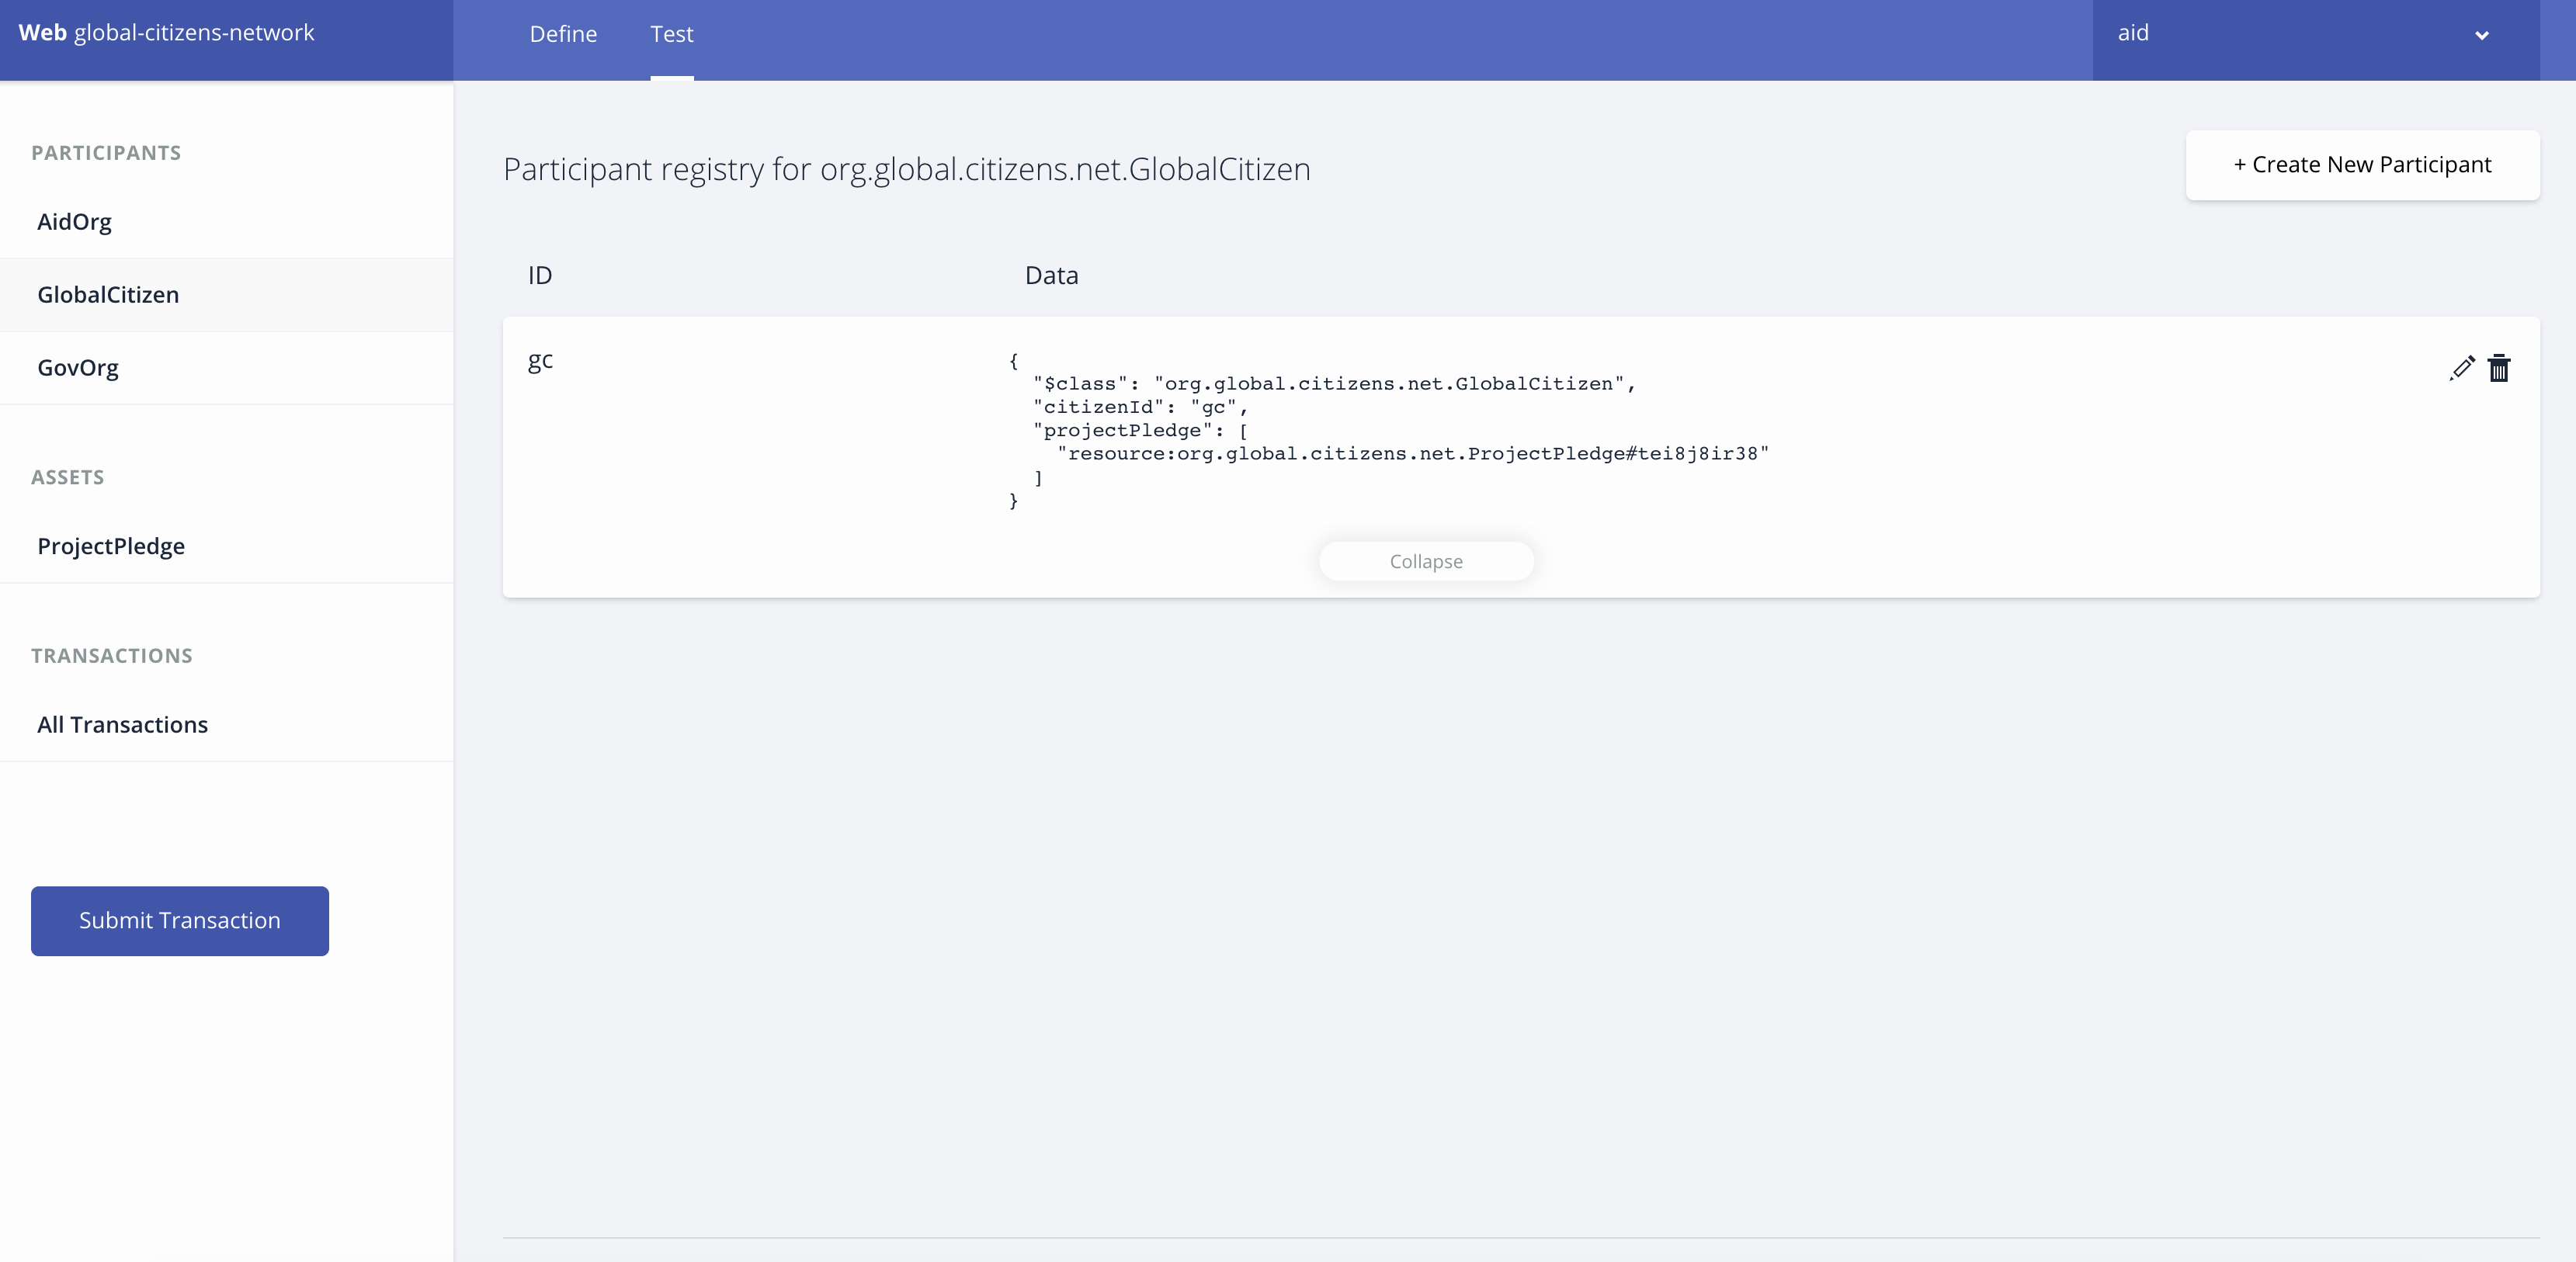 Web global-citizens-network
Define
Test
aid
PARTICIPANTS
AidOrg
GlobalCitizen
GovOrg
ASSETS
ProjectPledge
TRANSACTIONS
All Transactions
Submit Transaction
Participant registry for org.global.citizens.net.GlobalCitizen
+ Create New Participant
ID
Data
gc
{
"$class": "org.global.citizens.net.GlobalCitizen",
"citizenId": "gc",
"projectPledge": [
"resource:org.global.citizens.net.ProjectPledge#tei8j8ir38"
]
}
Collapse